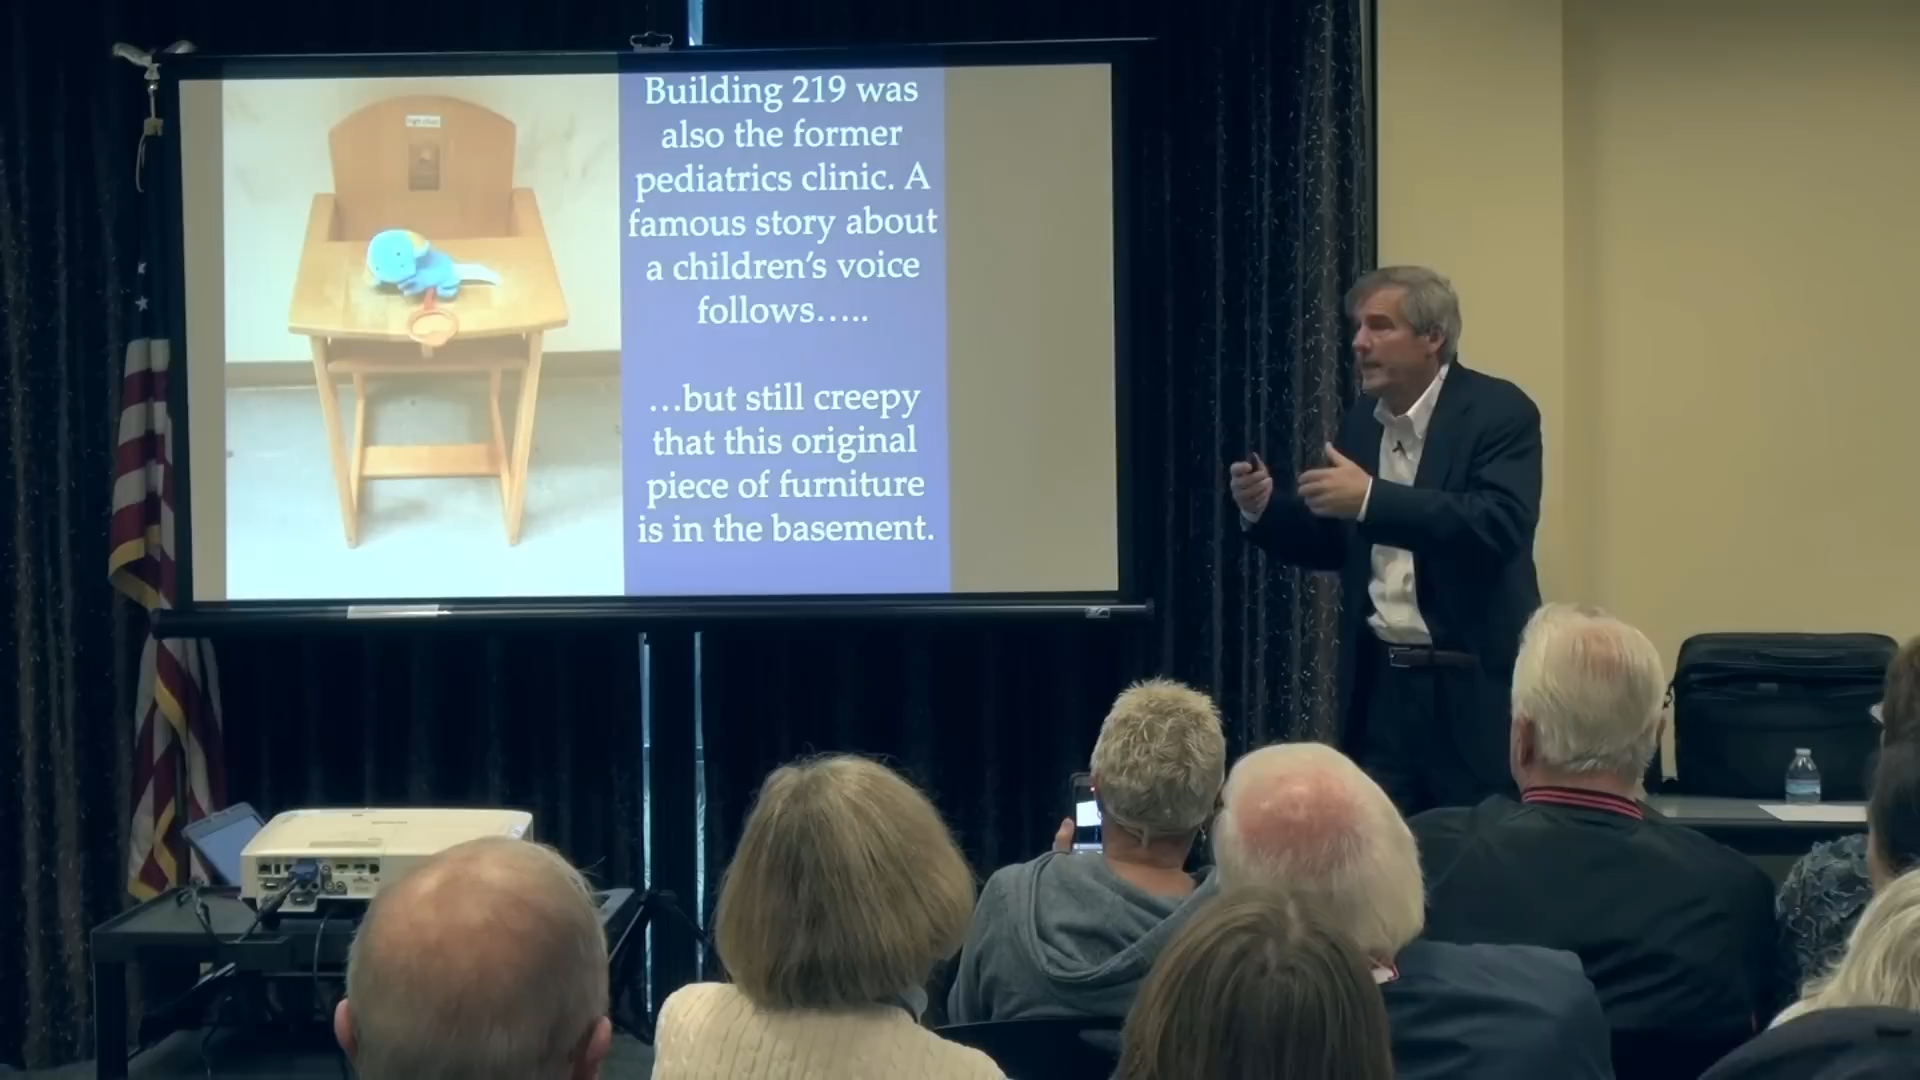 Building 219 was
also the former
pediatrics clinic. A
famous story about
a children's voice
follows.....
...but still creepy
that this original
piece of furniture
is in the basement.